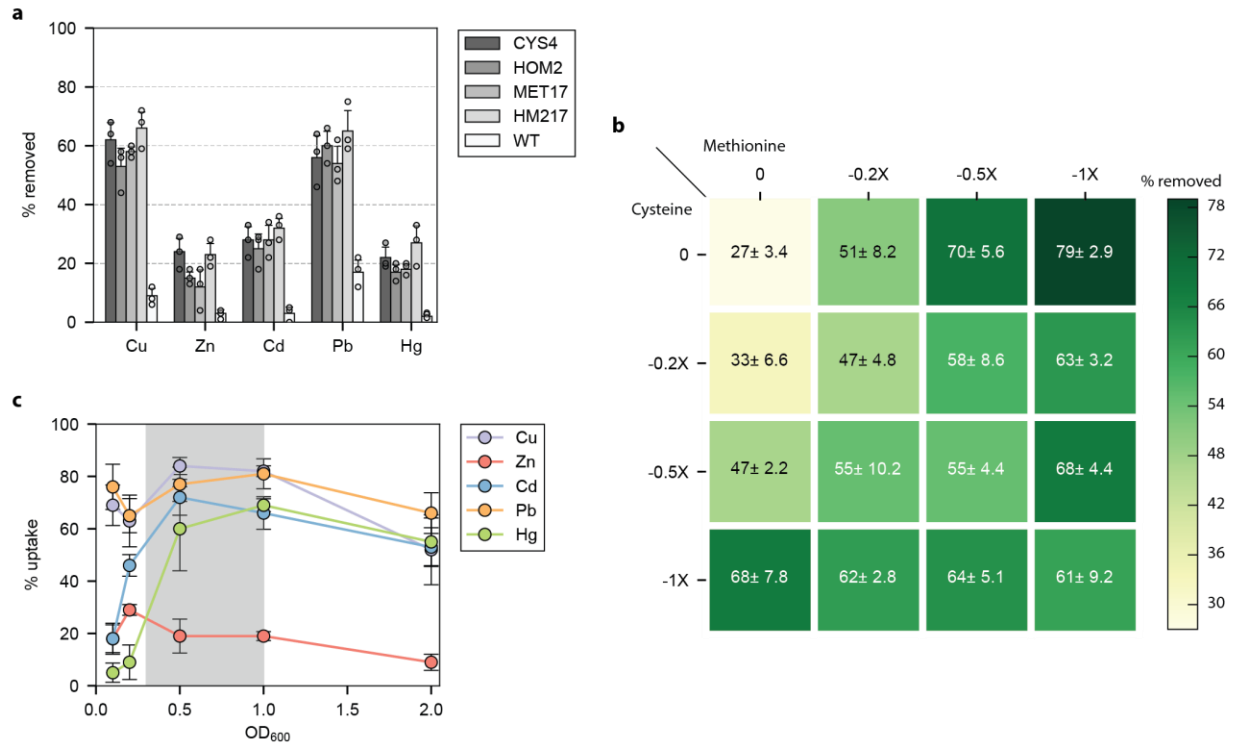 a
100
80
60
40
20
0
% removed
Cu Zn Cd Pb Hg
CYS4
HOM2
MET17
HM217
WT
b
Methionine
0 -0.2X -0.5X -1X
Cysteine
0
27± 3.4 51± 8.2 70± 5.6 79± 2.9
-0.2X
33± 6.6 47± 4.8 58± 8.6 63± 3.2
-0.5X
47± 2.2 55± 10.2 55± 4.4 68± 4.4
-1X
68± 7.8 62± 2.8 64± 5.1 61± 9.2
% removed
78
72
66
60
54
48
42
36
30
c
100
80
60
40
20
0
% uptake
0.0 0.5 1.0 1.5 2.0
OD600
Cu
Zn
Cd
Pb
Hg